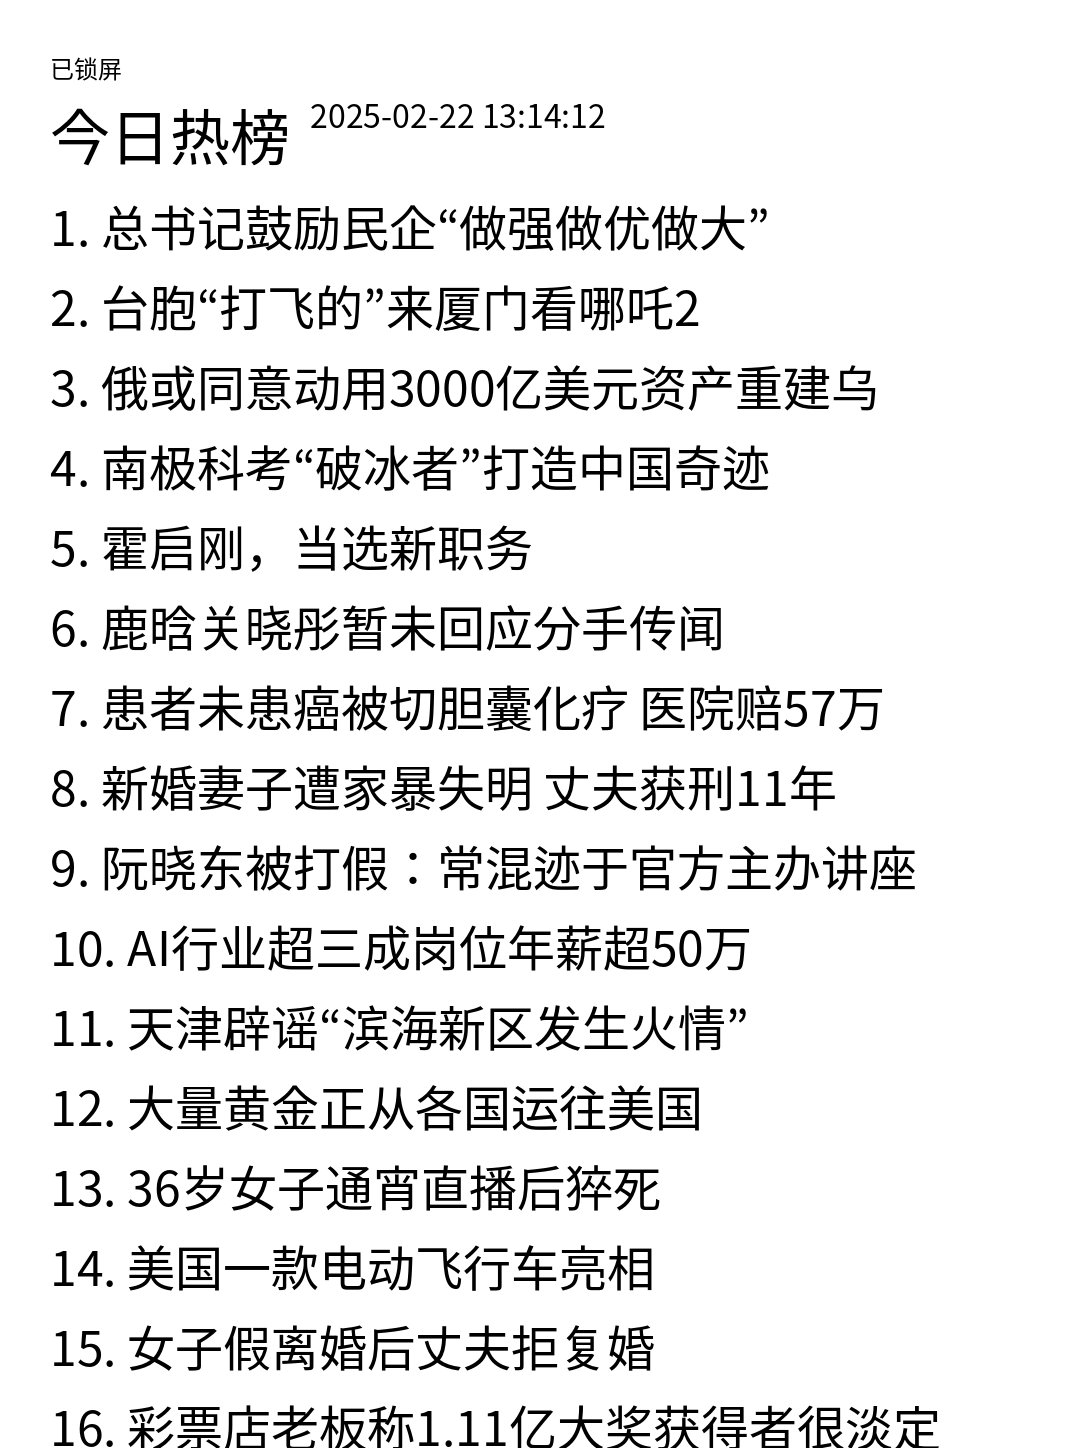 已锁屏
今日热榜 2025-02-22 13:14:12
1. 总书记鼓励民企“做强做优做大”
2. 台胞“打飞的”来厦门看哪吒2
3. 俄或同意动用3000亿美元资产重建乌
4. 南极科考“破冰者”打造中国奇迹
5. 霍启刚，当选新职务
6. 鹿晗关晓彤暂未回应分手传闻
7. 患者未患癌被切胆囊化疗 医院赔57万
8. 新婚妻子遭家暴失明 丈夫获刑11年
9. 阮晓东被打假：常混迹于官方主办讲座
10. AI行业超三成岗位年薪超50万
11. 天津辟谣“滨海新区发生火情”
12. 大量黄金正从各国运往美国
13. 36岁女子通宵直播后猝死
14. 美国一款电动飞行车亮相
15. 女子假离婚后丈夫拒复婚
16. 彩票店老板称1.11亿大奖获得者很淡定